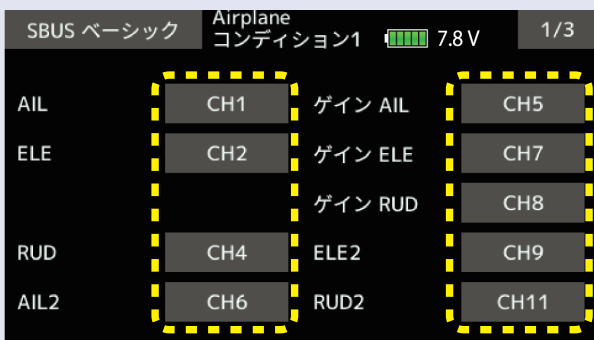 SBUS ベーシック
Airplane
コンディション1 7.8 V
1/3
AIL CH1 ゲイン AIL CH5
ELE CH2 ゲイン ELE CH7
ゲイン RUD CH8
RUD CH4 ELE2 CH9
AIL2 CH6 RUD2 CH11